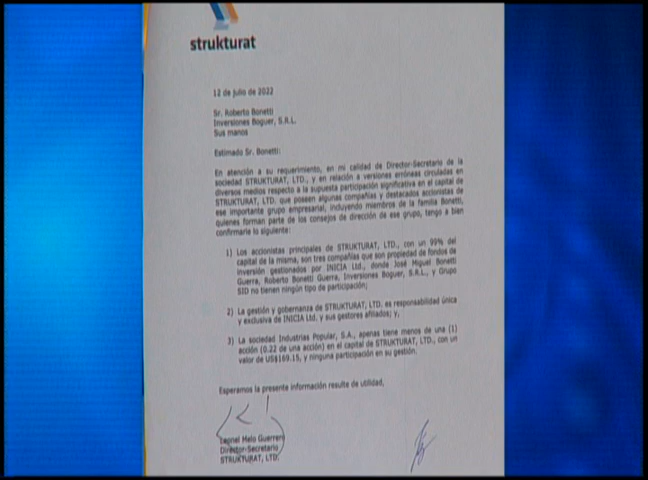 strukturat
12 de julio de 2022
Sr. Roberto Bonetti
Inversiones Boguer, S.R.L.
Sus manos
Estimado Sr. Bonetti:
En atención a su requerimiento, en mi calidad de Director-Secretario de la
sociedad STRUKTURAT, LTD., y en relación a versiones erróneas circuladas en
diversos medios respecto a la supuesta participación significativa en el capital de
STRUKTURAT, LTD. que poseen algunas compañías y destacados accionistas de
ese importante grupo empresarial, incluyendo miembros de la familia Bonetti,
quienes forman parte de los consejos de dirección de ese grupo, tengo a bien
confirmarle lo siguiente:
1) Los accionistas principales de STRUKTURAT, LTD., con un 99% del
capital de la misma, son tres compañías que son propiedad de fondos de
inversión gestionados por INICIA Ltd., donde José Miguel Bonetti
Guerra, Roberto Bonetti Guerra, Inversiones Boguer, S.R.L., y Grupo
SID no tienen ningún tipo de participación;
2) La gestión y gobernanza de STRUKTURAT, LTD. es responsabilidad única
y exclusiva de INICIA Ltd. y sus gestores afiliados; y,
3) La sociedad Industrias Popular, S.A., apenas tiene menos de una (1)
acción (0.22 de una acción) en el capital de STRUKTURAT, LTD., con un
valor de US$169.15, y ninguna participación en su gestión.
Esperamos la presente información resulte de utilidad,
Leonel Melo Guerrero
Director-Secretario
STRUKTURAT, LTD.